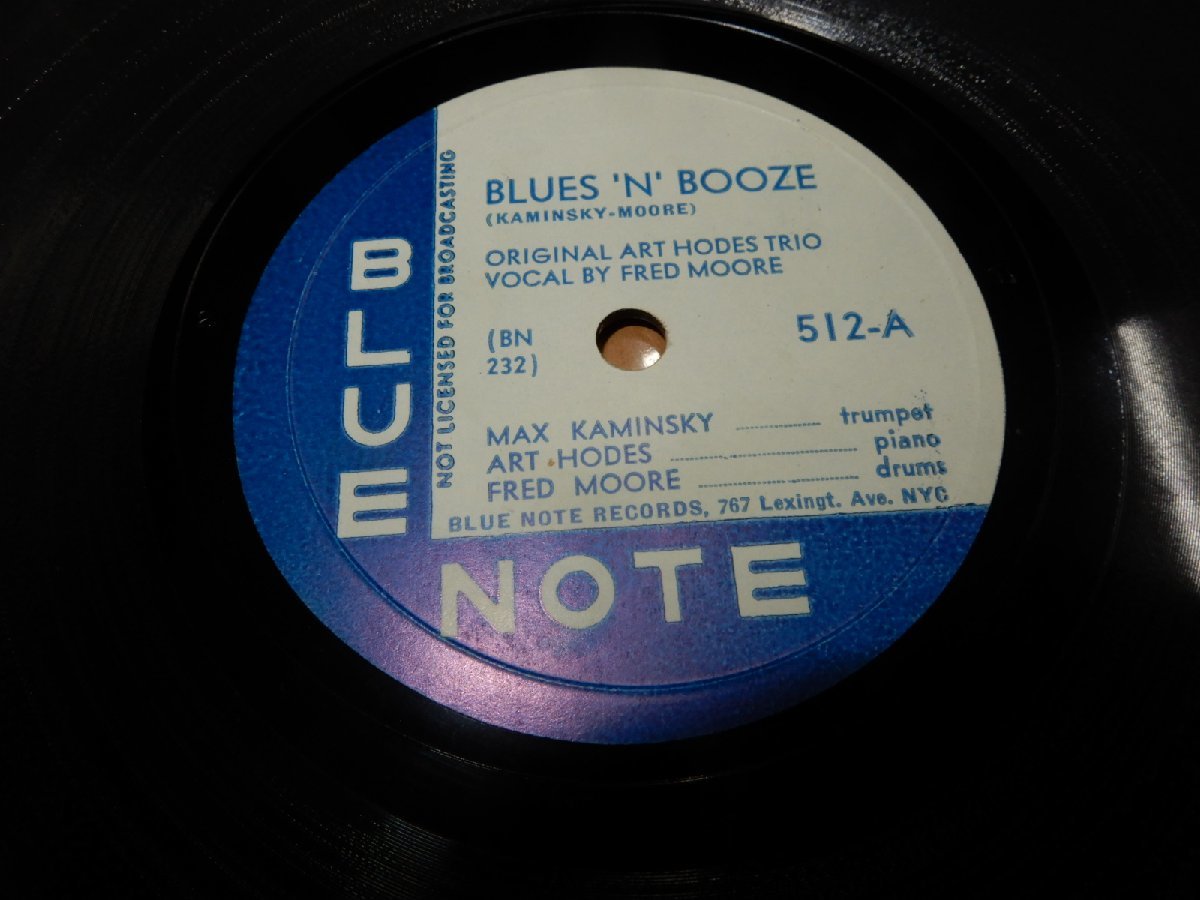 BLUES 'N' BOOZE
(KAMINSKY-MOORE)
ORIGINAL ART HODES TRIO
VOCAL BY FRED MOORE
(BN
232)
512-A
MAX KAMINSKY trumpet
ART HODES piano
FRED MOORE drums
BLUE NOTE RECORDS, 767 Lexingt. Ave. NYC
NOT LICENSED FOR BROADCASTING
BLUE
NOTE